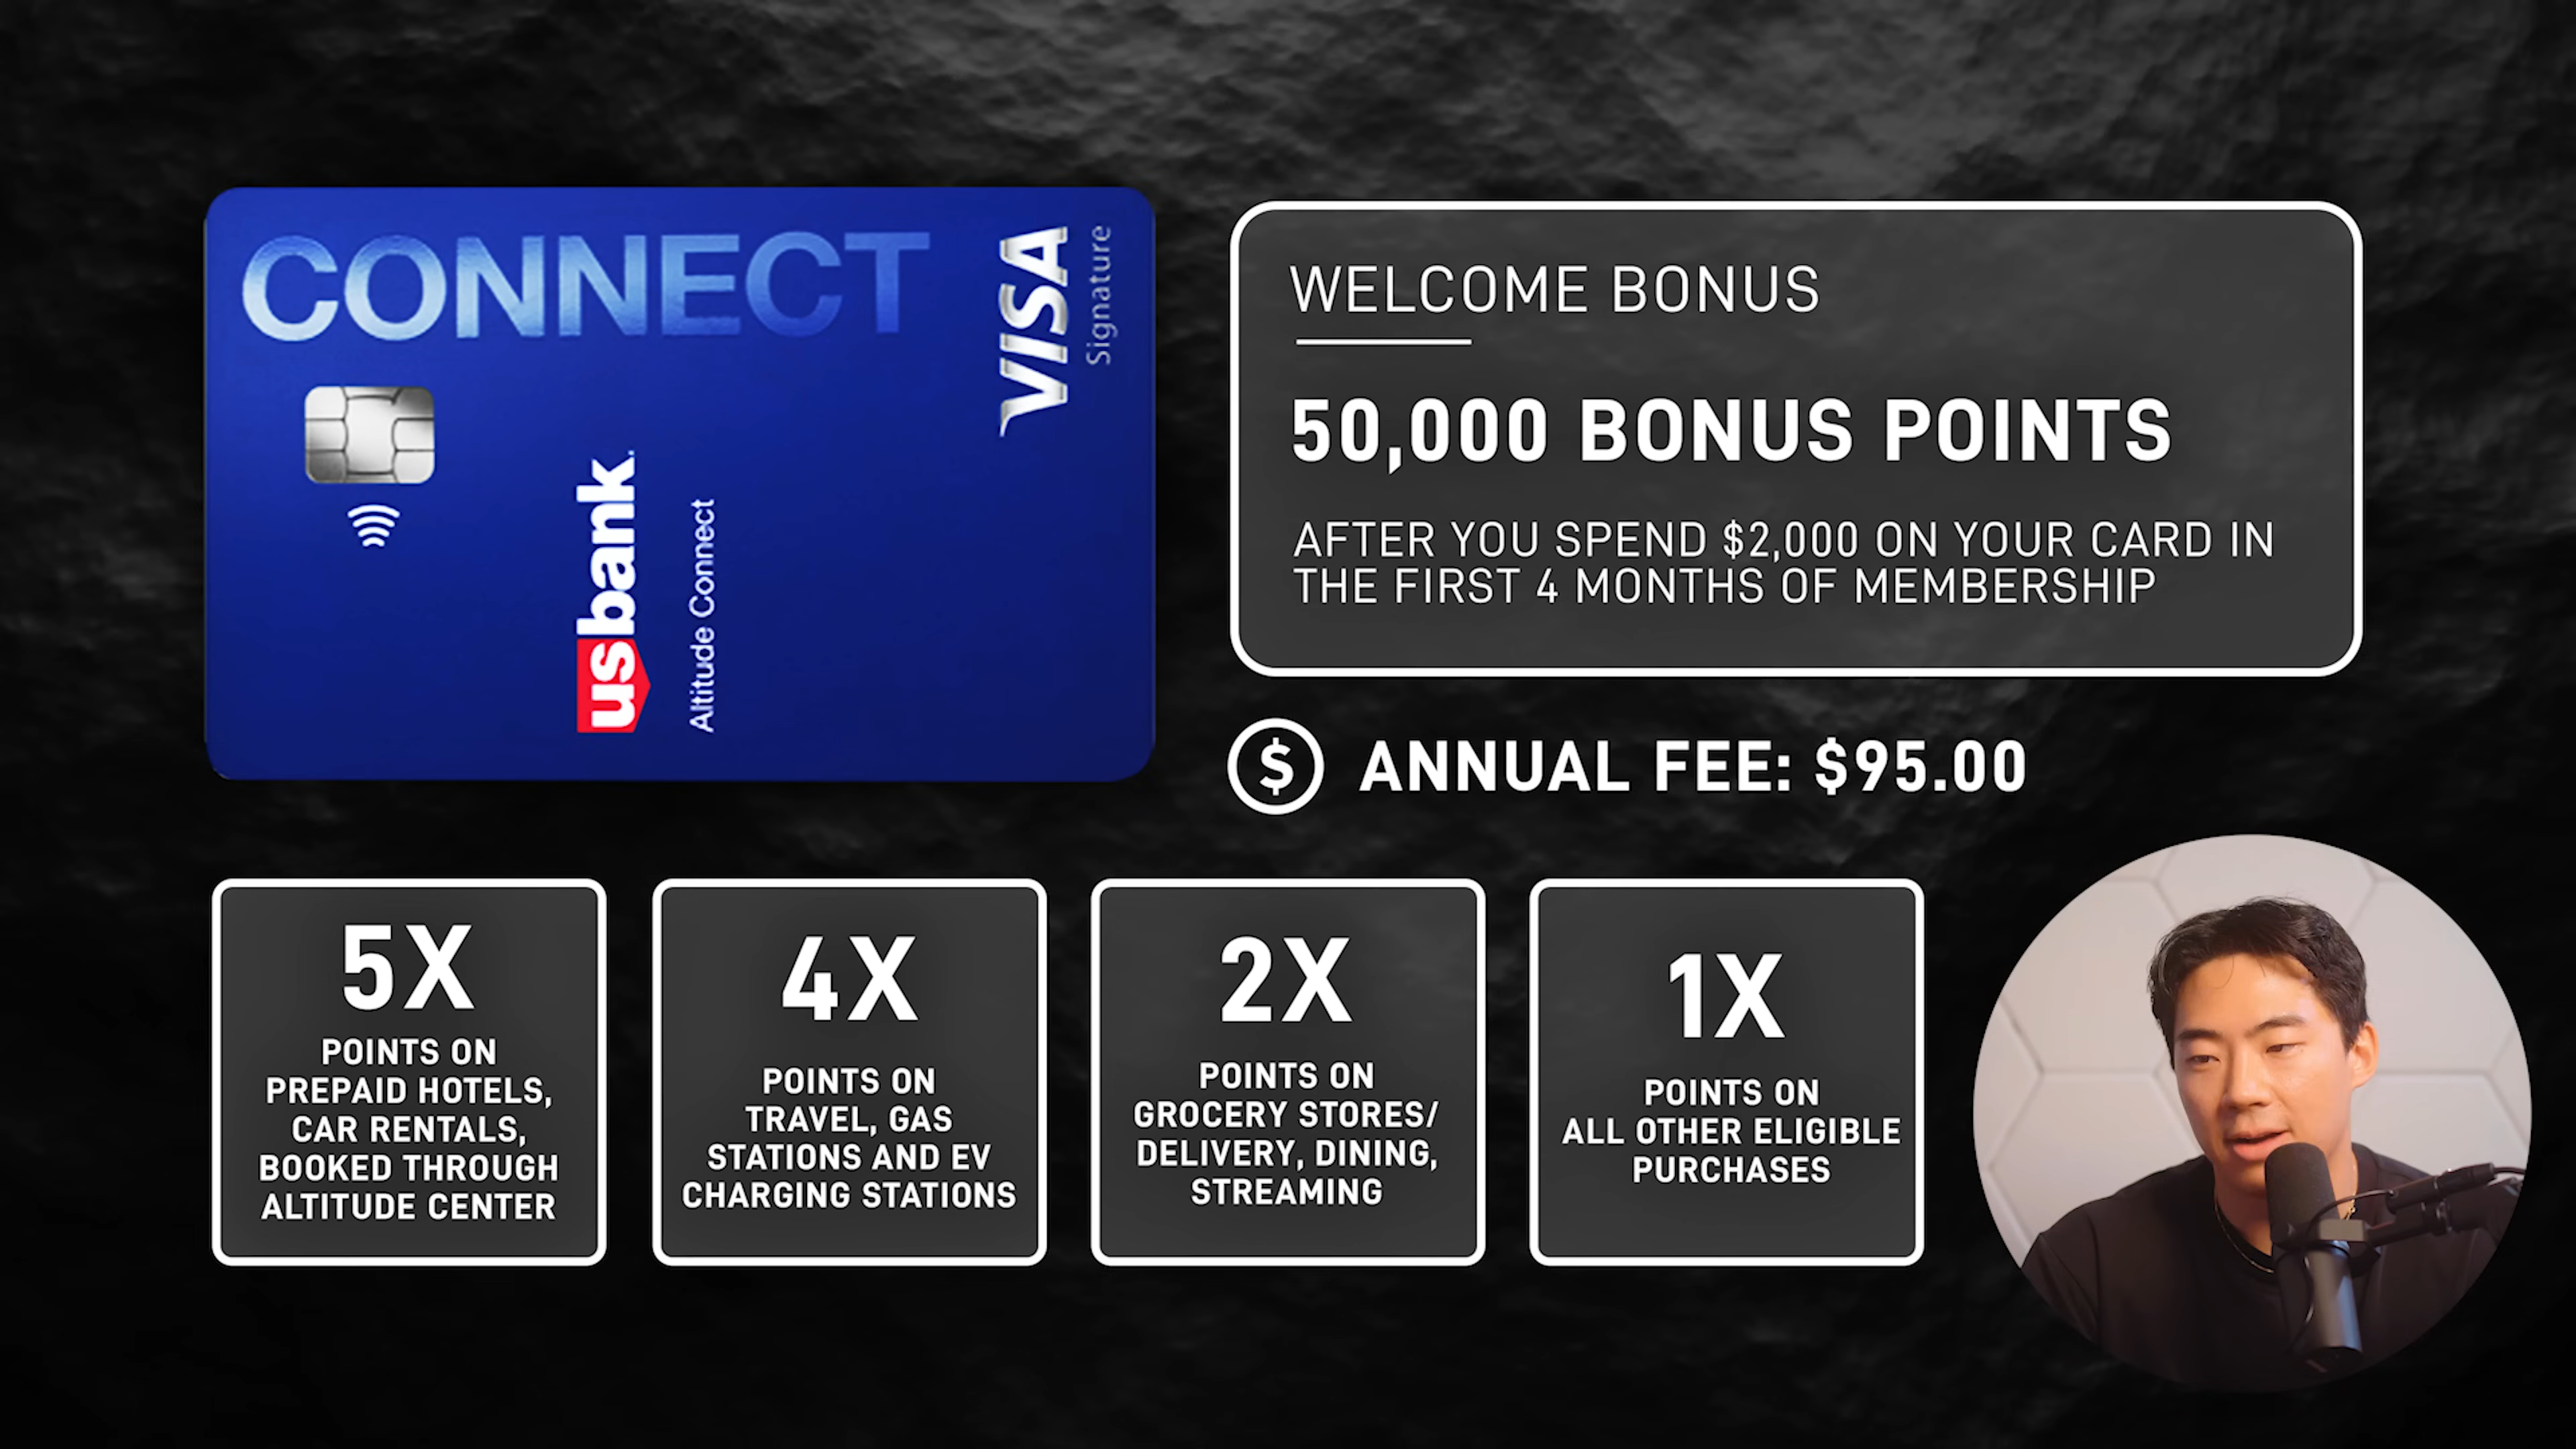 CONNECT
VISA
Signature
usbank.
Altitude Connect
WELCOME BONUS
50,000 BONUS POINTS
AFTER YOU SPEND $2,000 ON YOUR CARD IN
THE FIRST 4 MONTHS OF MEMBERSHIP
$ ANNUAL FEE: $95.00
5X
POINTS ON
PREPAID HOTELS,
CAR RENTALS,
BOOKED THROUGH
ALTITUDE CENTER
4X
POINTS ON
TRAVEL, GAS
STATIONS AND EV
CHARGING STATIONS
2X
POINTS ON
GROCERY STORES/
DELIVERY, DINING,
STREAMING
1X
POINTS ON
ALL OTHER ELIGIBLE
PURCHASES